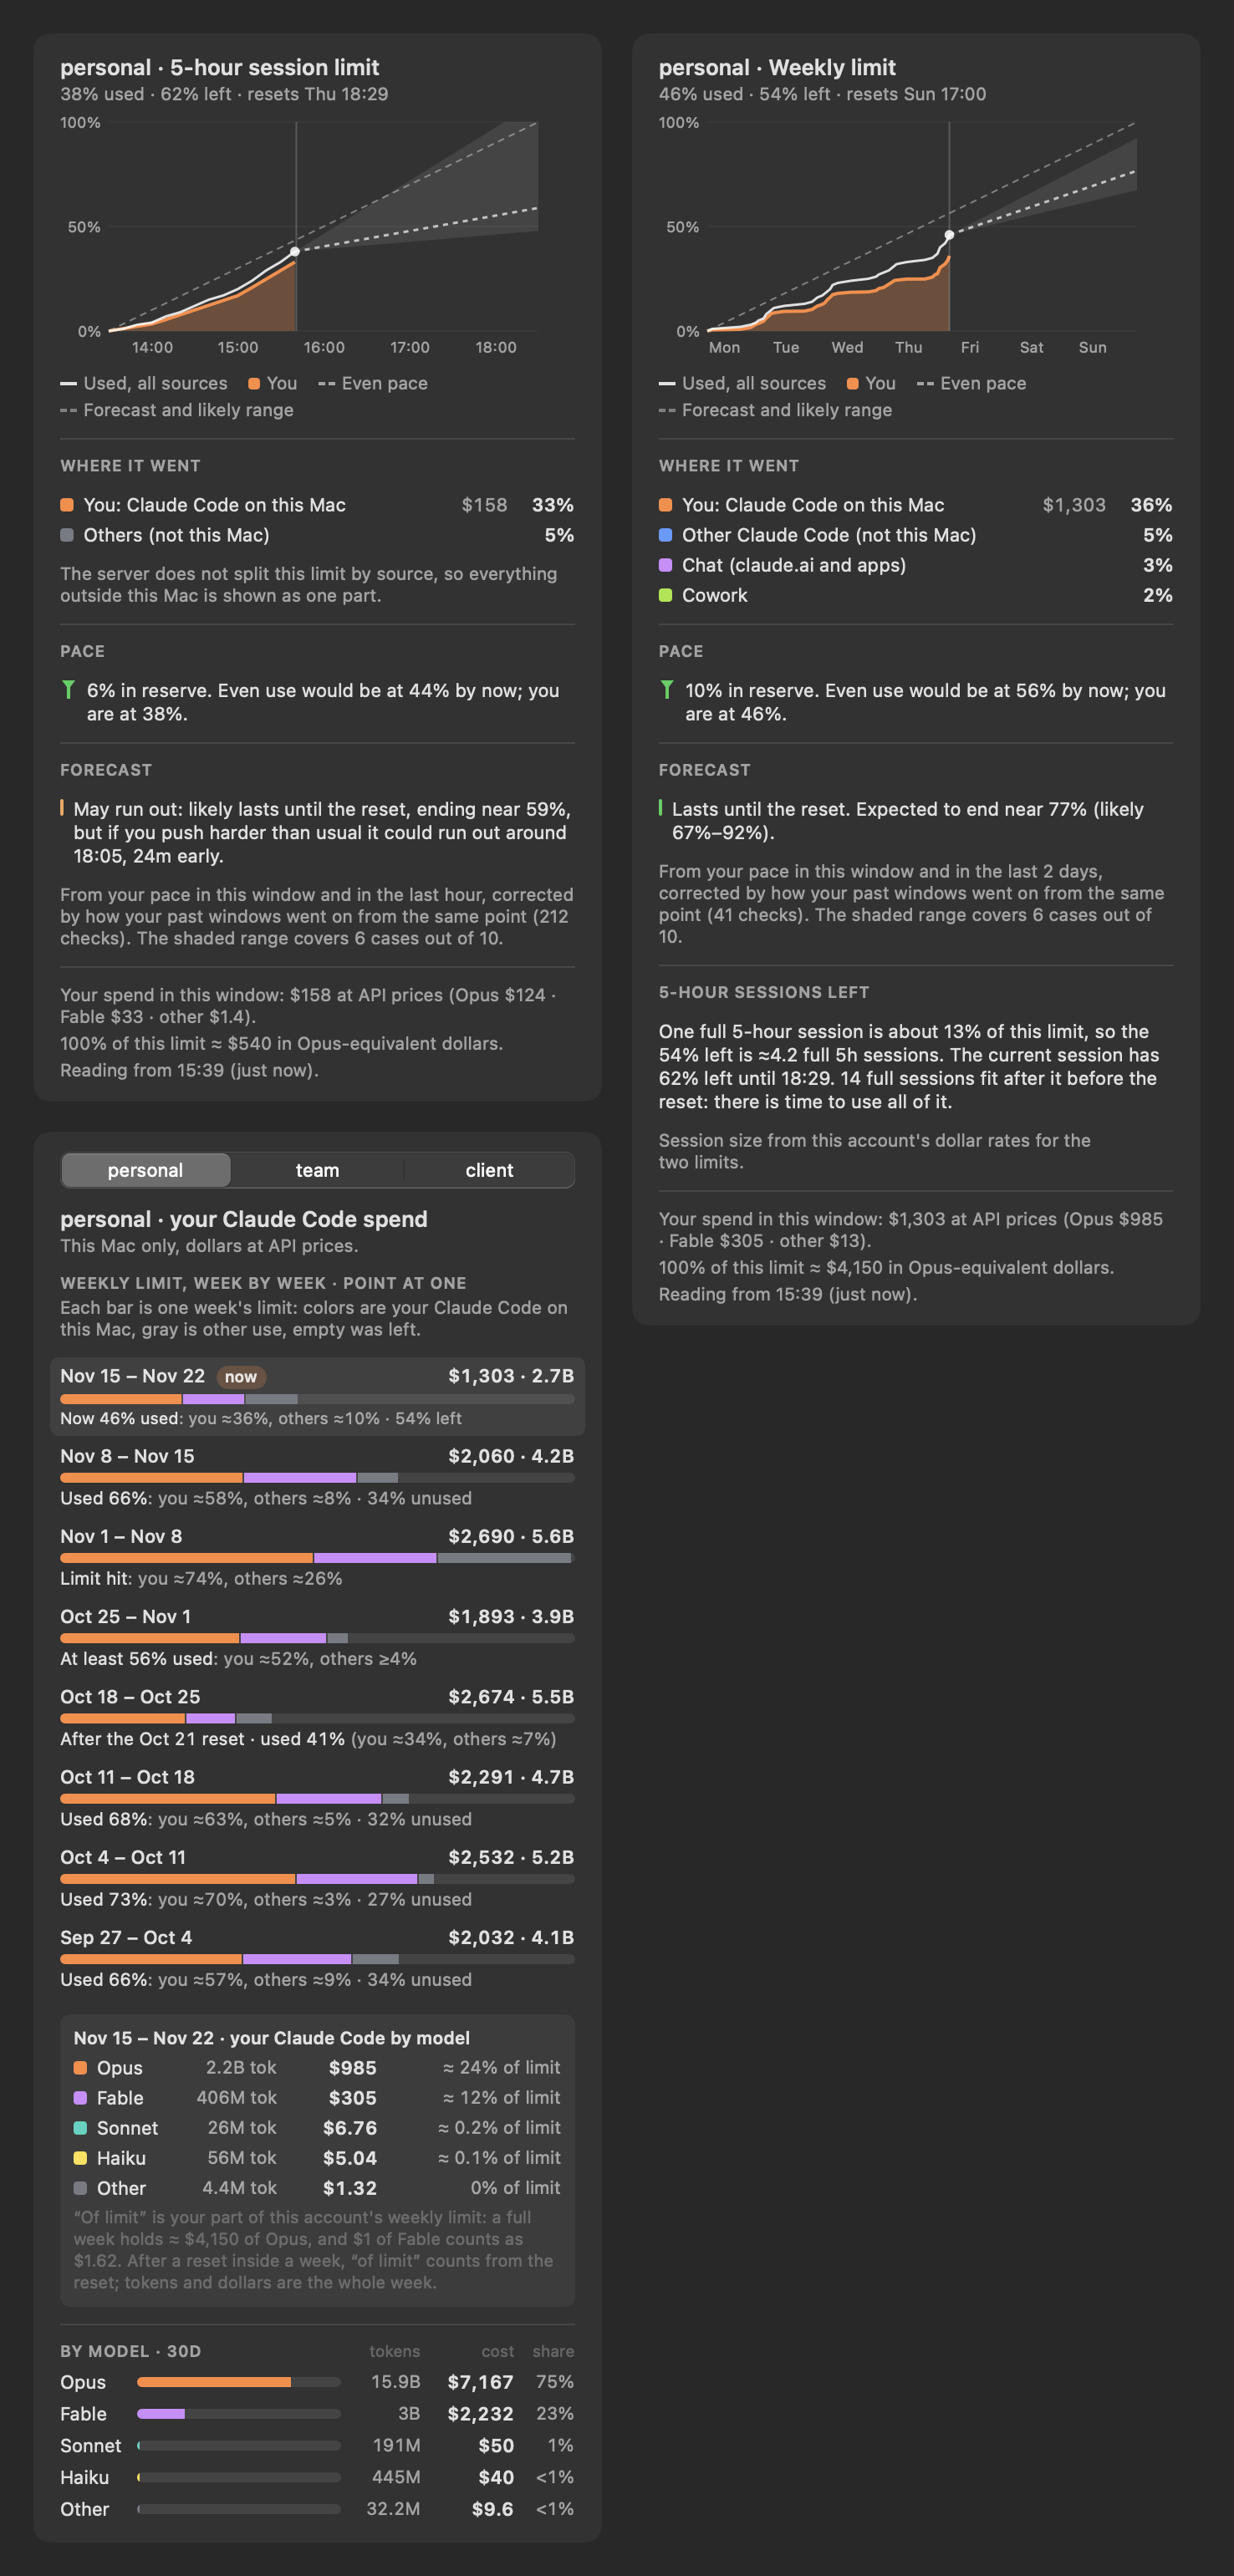 personal · 5-hour session limit
38% used · 62% left · resets Thu 18:29
100%
50%
0%
14:00 15:00 16:00 17:00 18:00
Used, all sources You Even pace
Forecast and likely range
WHERE IT WENT
You: Claude Code on this Mac $158 33%
Others (not this Mac) 5%
The server does not split this limit by source, so everything
outside this Mac is shown as one part.
PACE
6% in reserve. Even use would be at 44% by now; you
are at 38%.
FORECAST
May run out: likely lasts until the reset, ending near 59%,
but if you push harder than usual it could run out around
18:05, 24m early.
From your pace in this window and in the last hour, corrected
by how your past windows went on from the same point (212
checks). The shaded range covers 6 cases out of 10.
Your spend in this window: $158 at API prices (Opus $124 ·
Fable $33 · other $1.4).
100% of this limit ≈ $540 in Opus-equivalent dollars.
Reading from 15:39 (just now).
personal · Weekly limit
46% used · 54% left · resets Sun 17:00
100%
50%
0%
Mon Tue Wed Thu Fri Sat Sun
Used, all sources You Even pace
Forecast and likely range
WHERE IT WENT
You: Claude Code on this Mac $1,303 36%
Other Claude Code (not this Mac) 5%
Chat (claude.ai and apps) 3%
Cowork 2%
PACE
10% in reserve. Even use would be at 56% by now; you
are at 46%.
FORECAST
Lasts until the reset. Expected to end near 77% (likely
67%–92%).
From your pace in this window and in the last 2 days,
corrected by how your past windows went on from the same
point (41 checks). The shaded range covers 6 cases out of
10.
5-HOUR SESSIONS LEFT
One full 5-hour session is about 13% of this limit, so the
54% left is ≈4.2 full 5h sessions. The current session has
62% left until 18:29. 14 full sessions fit after it before the
reset: there is time to use all of it.
Session size from this account's dollar rates for the
two limits.
Your spend in this window: $1,303 at API prices (Opus $985
· Fable $305 · other $13).
100% of this limit ≈ $4,150 in Opus-equivalent dollars.
Reading from 15:39 (just now).
personal team client
personal · your Claude Code spend
This Mac only, dollars at API prices.
WEEKLY LIMIT, WEEK BY WEEK · POINT AT ONE
Each bar is one week's limit: colors are your Claude Code on
this Mac, gray is other use, empty was left.
Nov 15 – Nov 22 now $1,303 · 2.7B
Now 46% used: you ≈36%, others ≈10% · 54% left
Nov 8 – Nov 15 $2,060 · 4.2B
Used 66%: you ≈58%, others ≈8% · 34% unused
Nov 1 – Nov 8 $2,690 · 5.6B
Limit hit: you ≈74%, others ≈26%
Oct 25 – Nov 1 $1,893 · 3.9B
At least 56% used: you ≈52%, others ≥4%
Oct 18 – Oct 25 $2,674 · 5.5B
After the Oct 21 reset · used 41% (you ≈34%, others ≈7%)
Oct 11 – Oct 18 $2,291 · 4.7B
Used 68%: you ≈63%, others ≈5% · 32% unused
Oct 4 – Oct 11 $2,532 · 5.2B
Used 73%: you ≈70%, others ≈3% · 27% unused
Sep 27 – Oct 4 $2,032 · 4.1B
Used 66%: you ≈57%, others ≈9% · 34% unused
Nov 15 – Nov 22 · your Claude Code by model
Opus 2.2B tok $985 ≈ 24% of limit
Fable 406M tok $305 ≈ 12% of limit
Sonnet 26M tok $6.76 ≈ 0.2% of limit
Haiku 56M tok $5.04 ≈ 0.1% of limit
Other 4.4M tok $1.32 0% of limit
“Of limit” is your part of this account's weekly limit: a full
week holds ≈ $4,150 of Opus, and $1 of Fable counts as
$1.62. After a reset inside a week, “of limit” counts from the
reset; tokens and dollars are the whole week.
BY MODEL · 30D tokens cost share
Opus 15.9B $7,167 75%
Fable 3B $2,232 23%
Sonnet 191M $50 1%
Haiku 445M $40 <1%
Other 32.2M $9.6 <1%